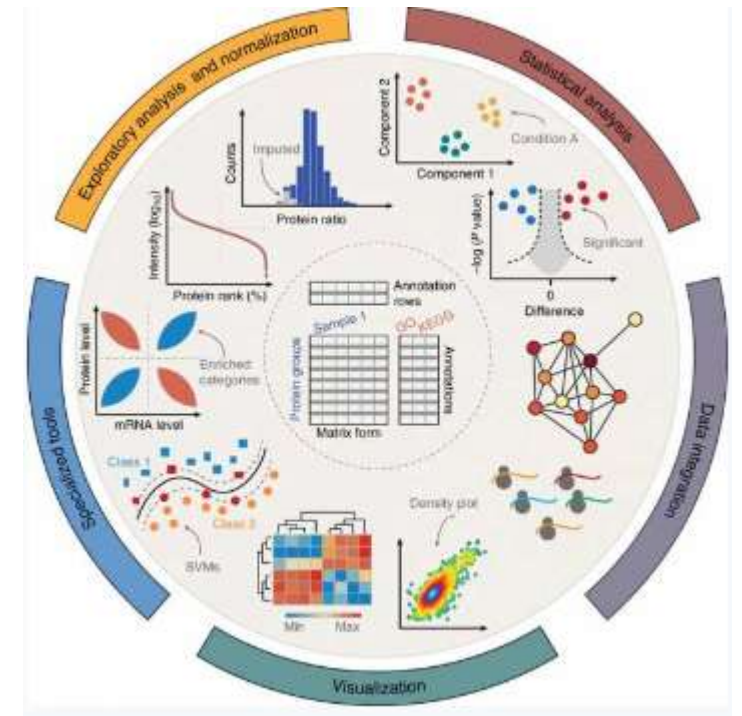 Exploratory analysis and normalization
Statistical analysis
Data integration
Visualization
Specialized tools
Counts
Imputed
Protein ratio
Component 2
Condition A
Component 1
Intensity (log₁₀)
Protein rank (%)
–log (P value)
Significant
0
Difference
Annotation
rows
Sample 1
GO
KEGG
Protein groups
Annotations
Matrix form
Protein level
Enriched
categories
mRNA level
Class 1
Class 2
SVMs
Min
Max
Density plot